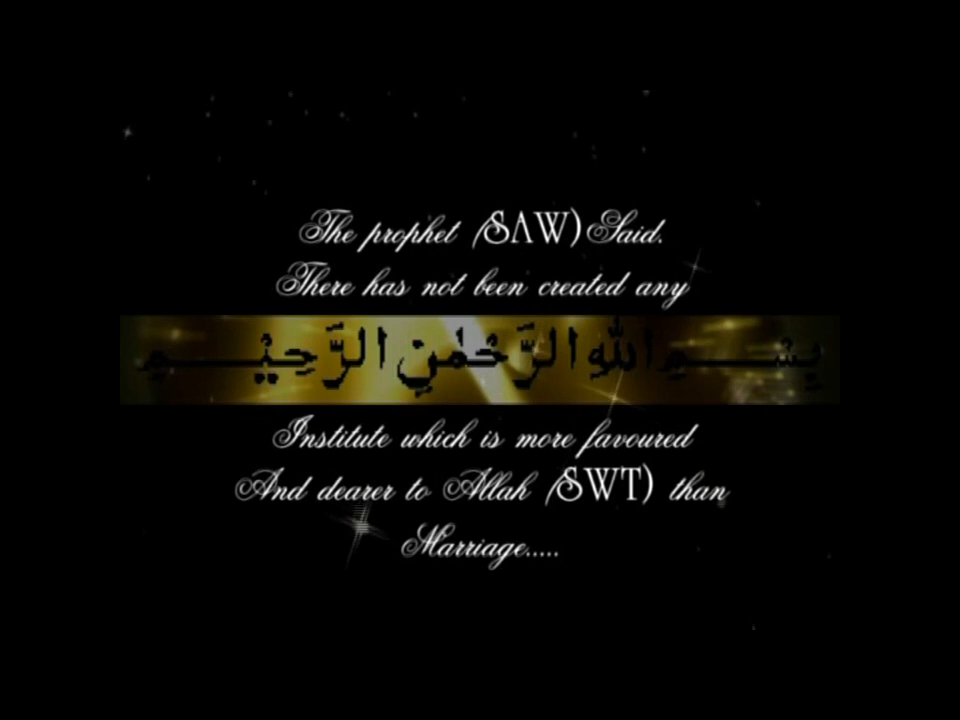 The prophet (SAW) Said.
There has not been created any
بِسْمِ اللهِ الرَّحْمٰنِ الرَّحِيْمِ
Institute which is more favoured
And dearer to Allah (SWT) than
Marriage.....